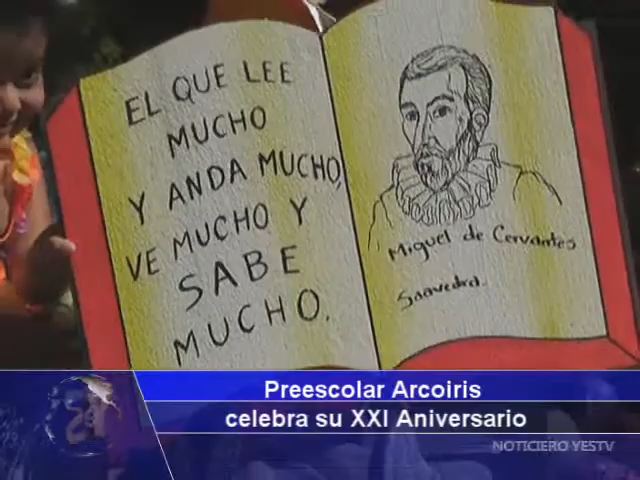 EL QUE LEE
MUCHO
Y ANDA MUCHO,
VE MUCHO Y
SABE
MUCHO.
Miguel de Cervantes
Saavedra.
Preescolar Arcoiris
celebra su XXI Aniversario
NOTICIERO YESTV